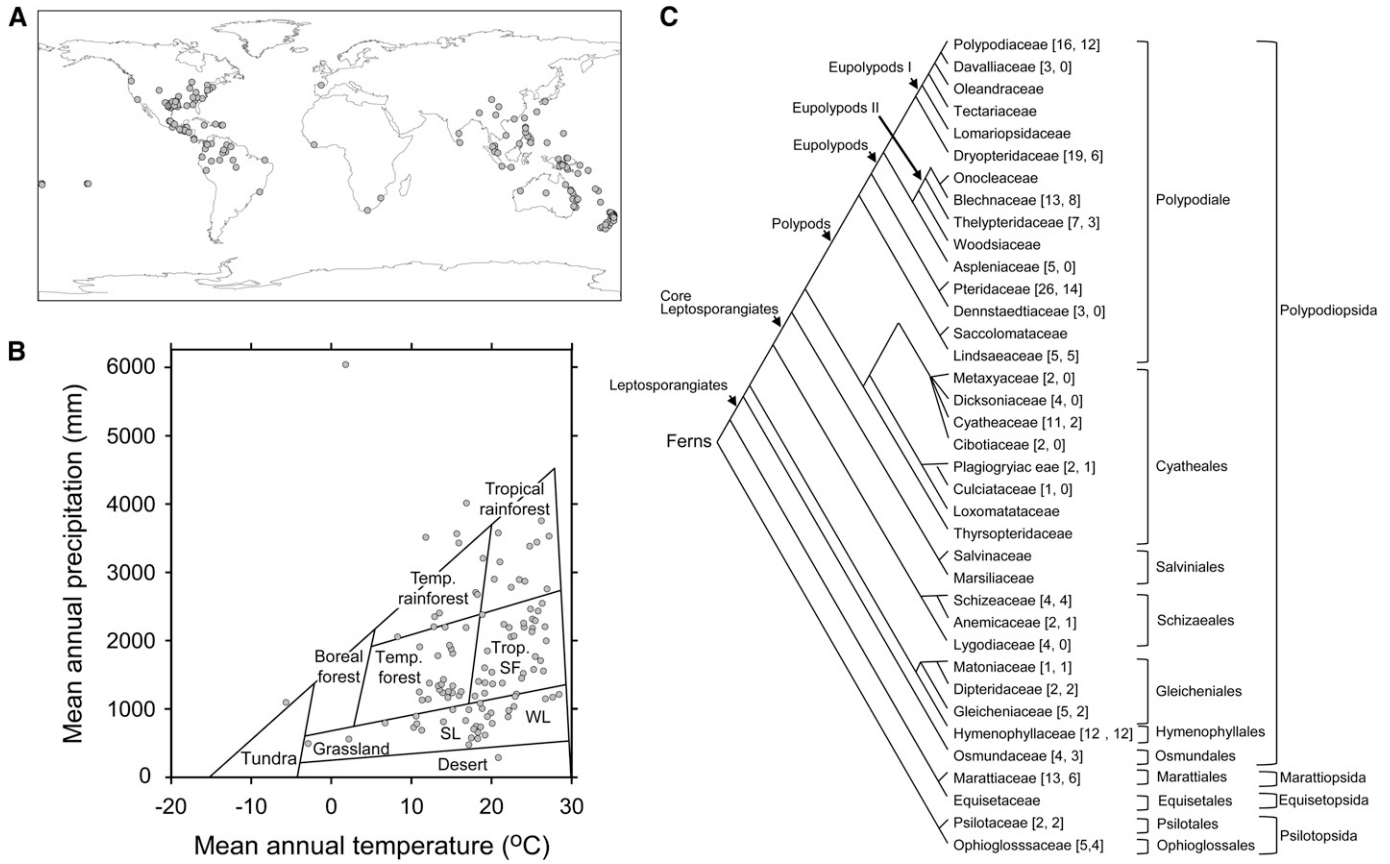 A
B
6000
5000
4000
3000
2000
1000
0
Mean annual precipitation (mm)
Tropical
rainforest
Temp.
rainforest
Boreal
forest
Temp.
forest
Trop.
SF
WL
SL
Grassland
Tundra
Desert
-20
-10
0
10
20
30
Mean annual temperature (ºC)
C
Eupolypods I
Eupolypods II
Eupolypods
Polypods
Core
Leptosporangiates
Leptosporangiates
Ferns
Polypodiaceae [16, 12]
Davalliaceae [3, 0]
Oleandraceae
Tectariaceae
Lomariopsidaceae
Dryopteridaceae [19, 6]
Onocleaceae
Blechnaceae [13, 8]
Thelypteridaceae [7, 3]
Woodsiaceae
Aspleniaceae [5, 0]
Pteridaceae [26, 14]
Dennstaedtiaceae [3, 0]
Saccolomataceae
Lindsaeaceae [5, 5]
Metaxyaceae [2, 0]
Dicksoniaceae [4, 0]
Cyatheaceae [11, 2]
Cibotiaceae [2, 0]
Plagiogyriac eae [2, 1]
Culciataceae [1, 0]
Loxomatataceae
Thyrsopteridaceae
Salvinaceae
Marsiliaceae
Schizeaceae [4, 4]
Anemicaceae [2, 1]
Lygodiaceae [4, 0]
Matoniaceae [1, 1]
Dipteridaceae [2, 2]
Gleicheniaceae [5, 2]
Hymenophyllaceae [12 , 12]
Osmundaceae [4, 3]
Marattiaceae [13, 6]
Equisetaceae
Psilotaceae [2, 2]
Ophioglosssaceae [5,4]
Polypodiale
Cyatheales
Salviniales
Schizaeales
Gleicheniales
Hymenophyllales
Osmundales
Marattiales
Equisetales
Psilotales
Ophioglossales
Polypodiopsida
Marattiopsida
Equisetopsida
Psilotopsida